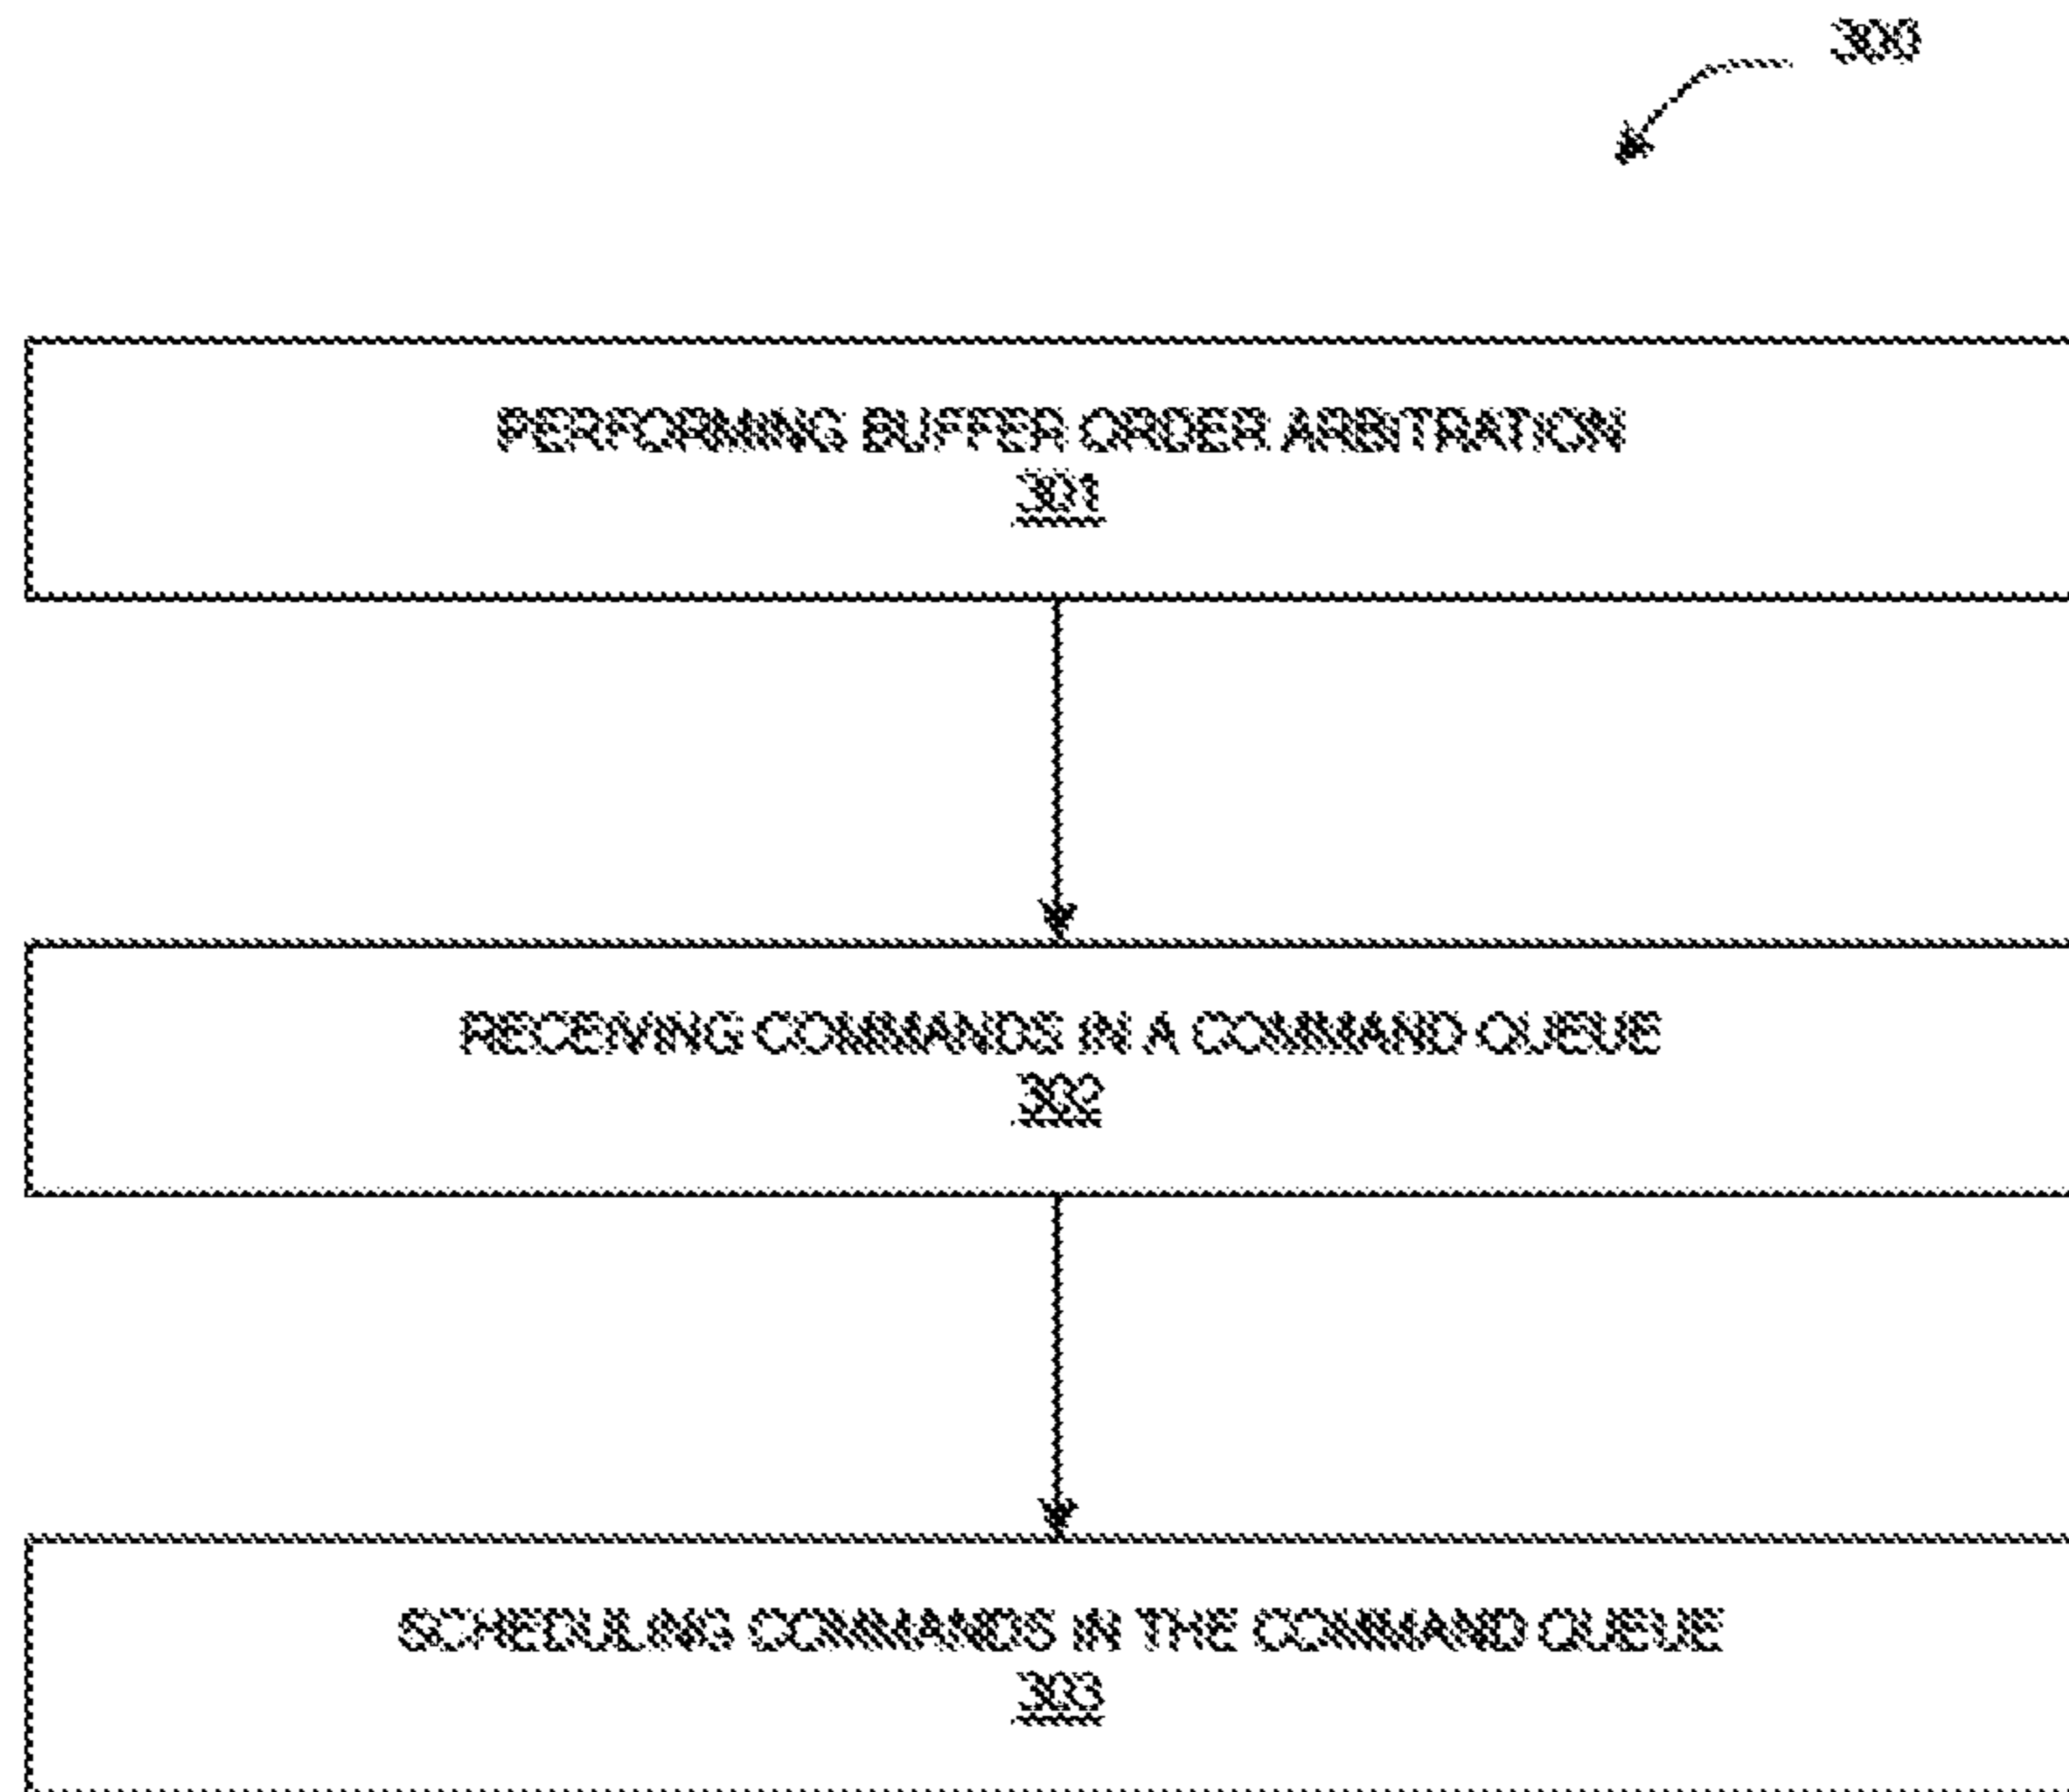 300
PERFORMING BUFFER ORDER ARBITRATION
301
RECEIVING COMMANDS IN A COMMAND QUEUE
302
SCHEDULING COMMANDS IN THE COMMAND QUEUE
303